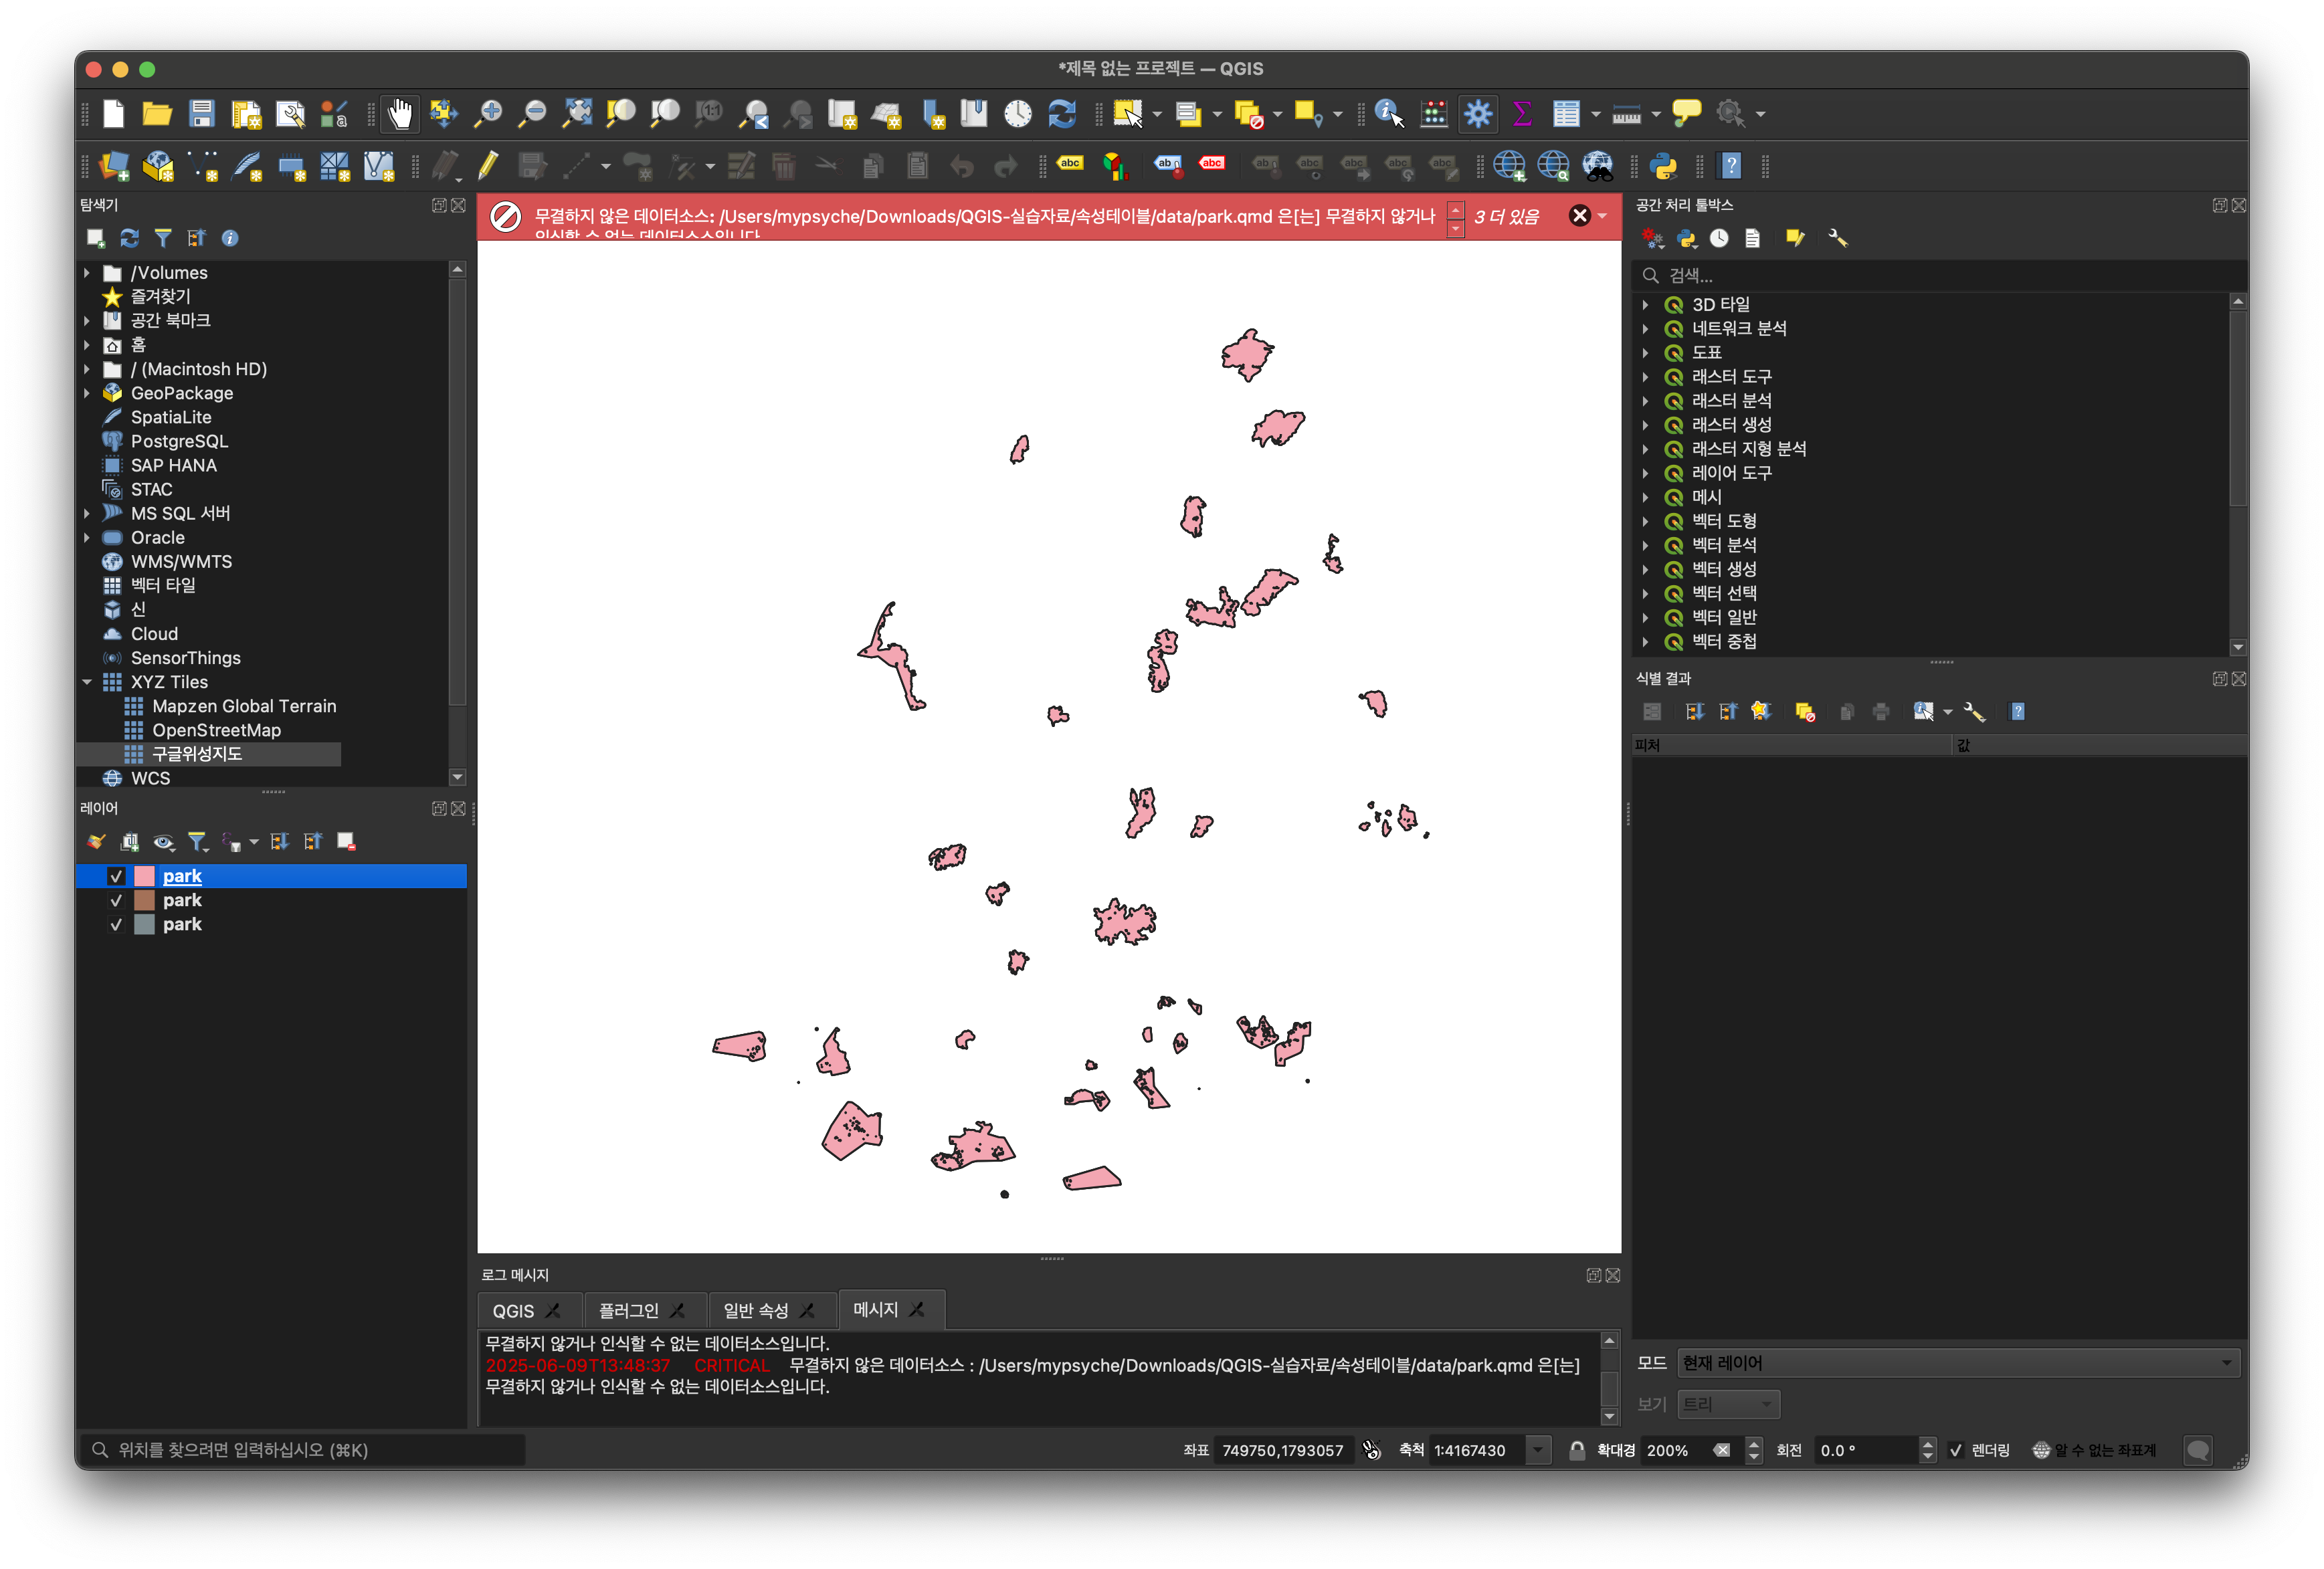 *제목 없는 프로젝트 — QGIS
탐색기
/Volumes
즐겨찾기
공간 북마크
홈
/ (Macintosh HD)
GeoPackage
SpatiaLite
PostgreSQL
SAP HANA
STAC
MS SQL 서버
Oracle
WMS/WMTS
벡터 타일
신
Cloud
SensorThings
XYZ Tiles
Mapzen Global Terrain
OpenStreetMap
구글위성지도
WCS
레이어
park
park
park
무결하지 않은 데이터소스: /Users/mypsyche/Downloads/QGIS-실습자료/속성테이블/data/park.qmd 은[는] 무결하지 않거나
3 더 있음
로그 메시지
QGIS
플러그인
일반 속성
메시지
무결하지 않거나 인식할 수 없는 데이터소스입니다.
2025-06-09T13:48:37 CRITICAL 무결하지 않은 데이터소스 : /Users/mypsyche/Downloads/QGIS-실습자료/속성테이블/data/park.qmd 은[는]
무결하지 않거나 인식할 수 없는 데이터소스입니다.
공간 처리 툴박스
검색...
3D 타일
네트워크 분석
도표
래스터 도구
래스터 분석
래스터 생성
래스터 지형 분석
레이어 도구
메시
벡터 도형
벡터 분석
벡터 생성
벡터 선택
벡터 일반
벡터 중첩
식별 결과
피처 값
모드 현재 레이어
보기 트리
위치를 찾으려면 입력하십시오 (⌘K)
좌표 749750,1793057 축척 1:4167430 확대경 200% 회전 0.0 ° 렌더링 알 수 없는 좌표계